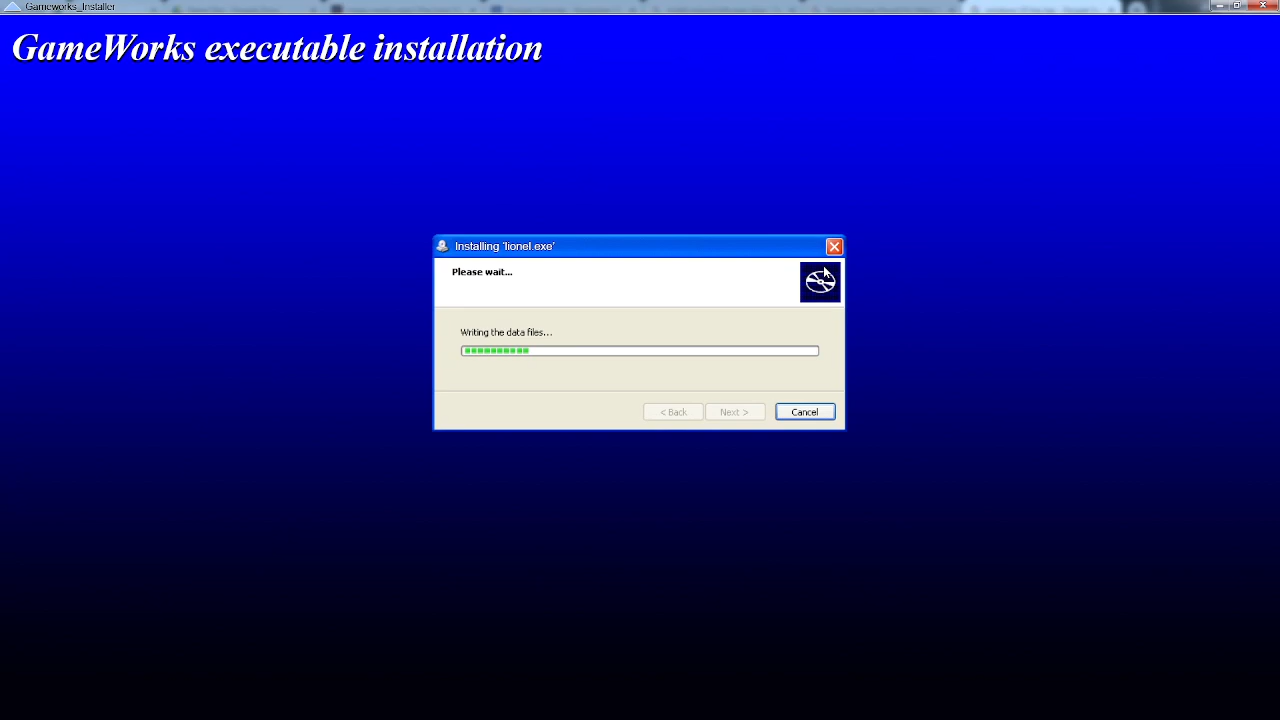 Gameworks_Installer
GameWorks executable installation
Installing 'lionel.exe'
Please wait...
Writing the data files...
< Back
Next >
Cancel